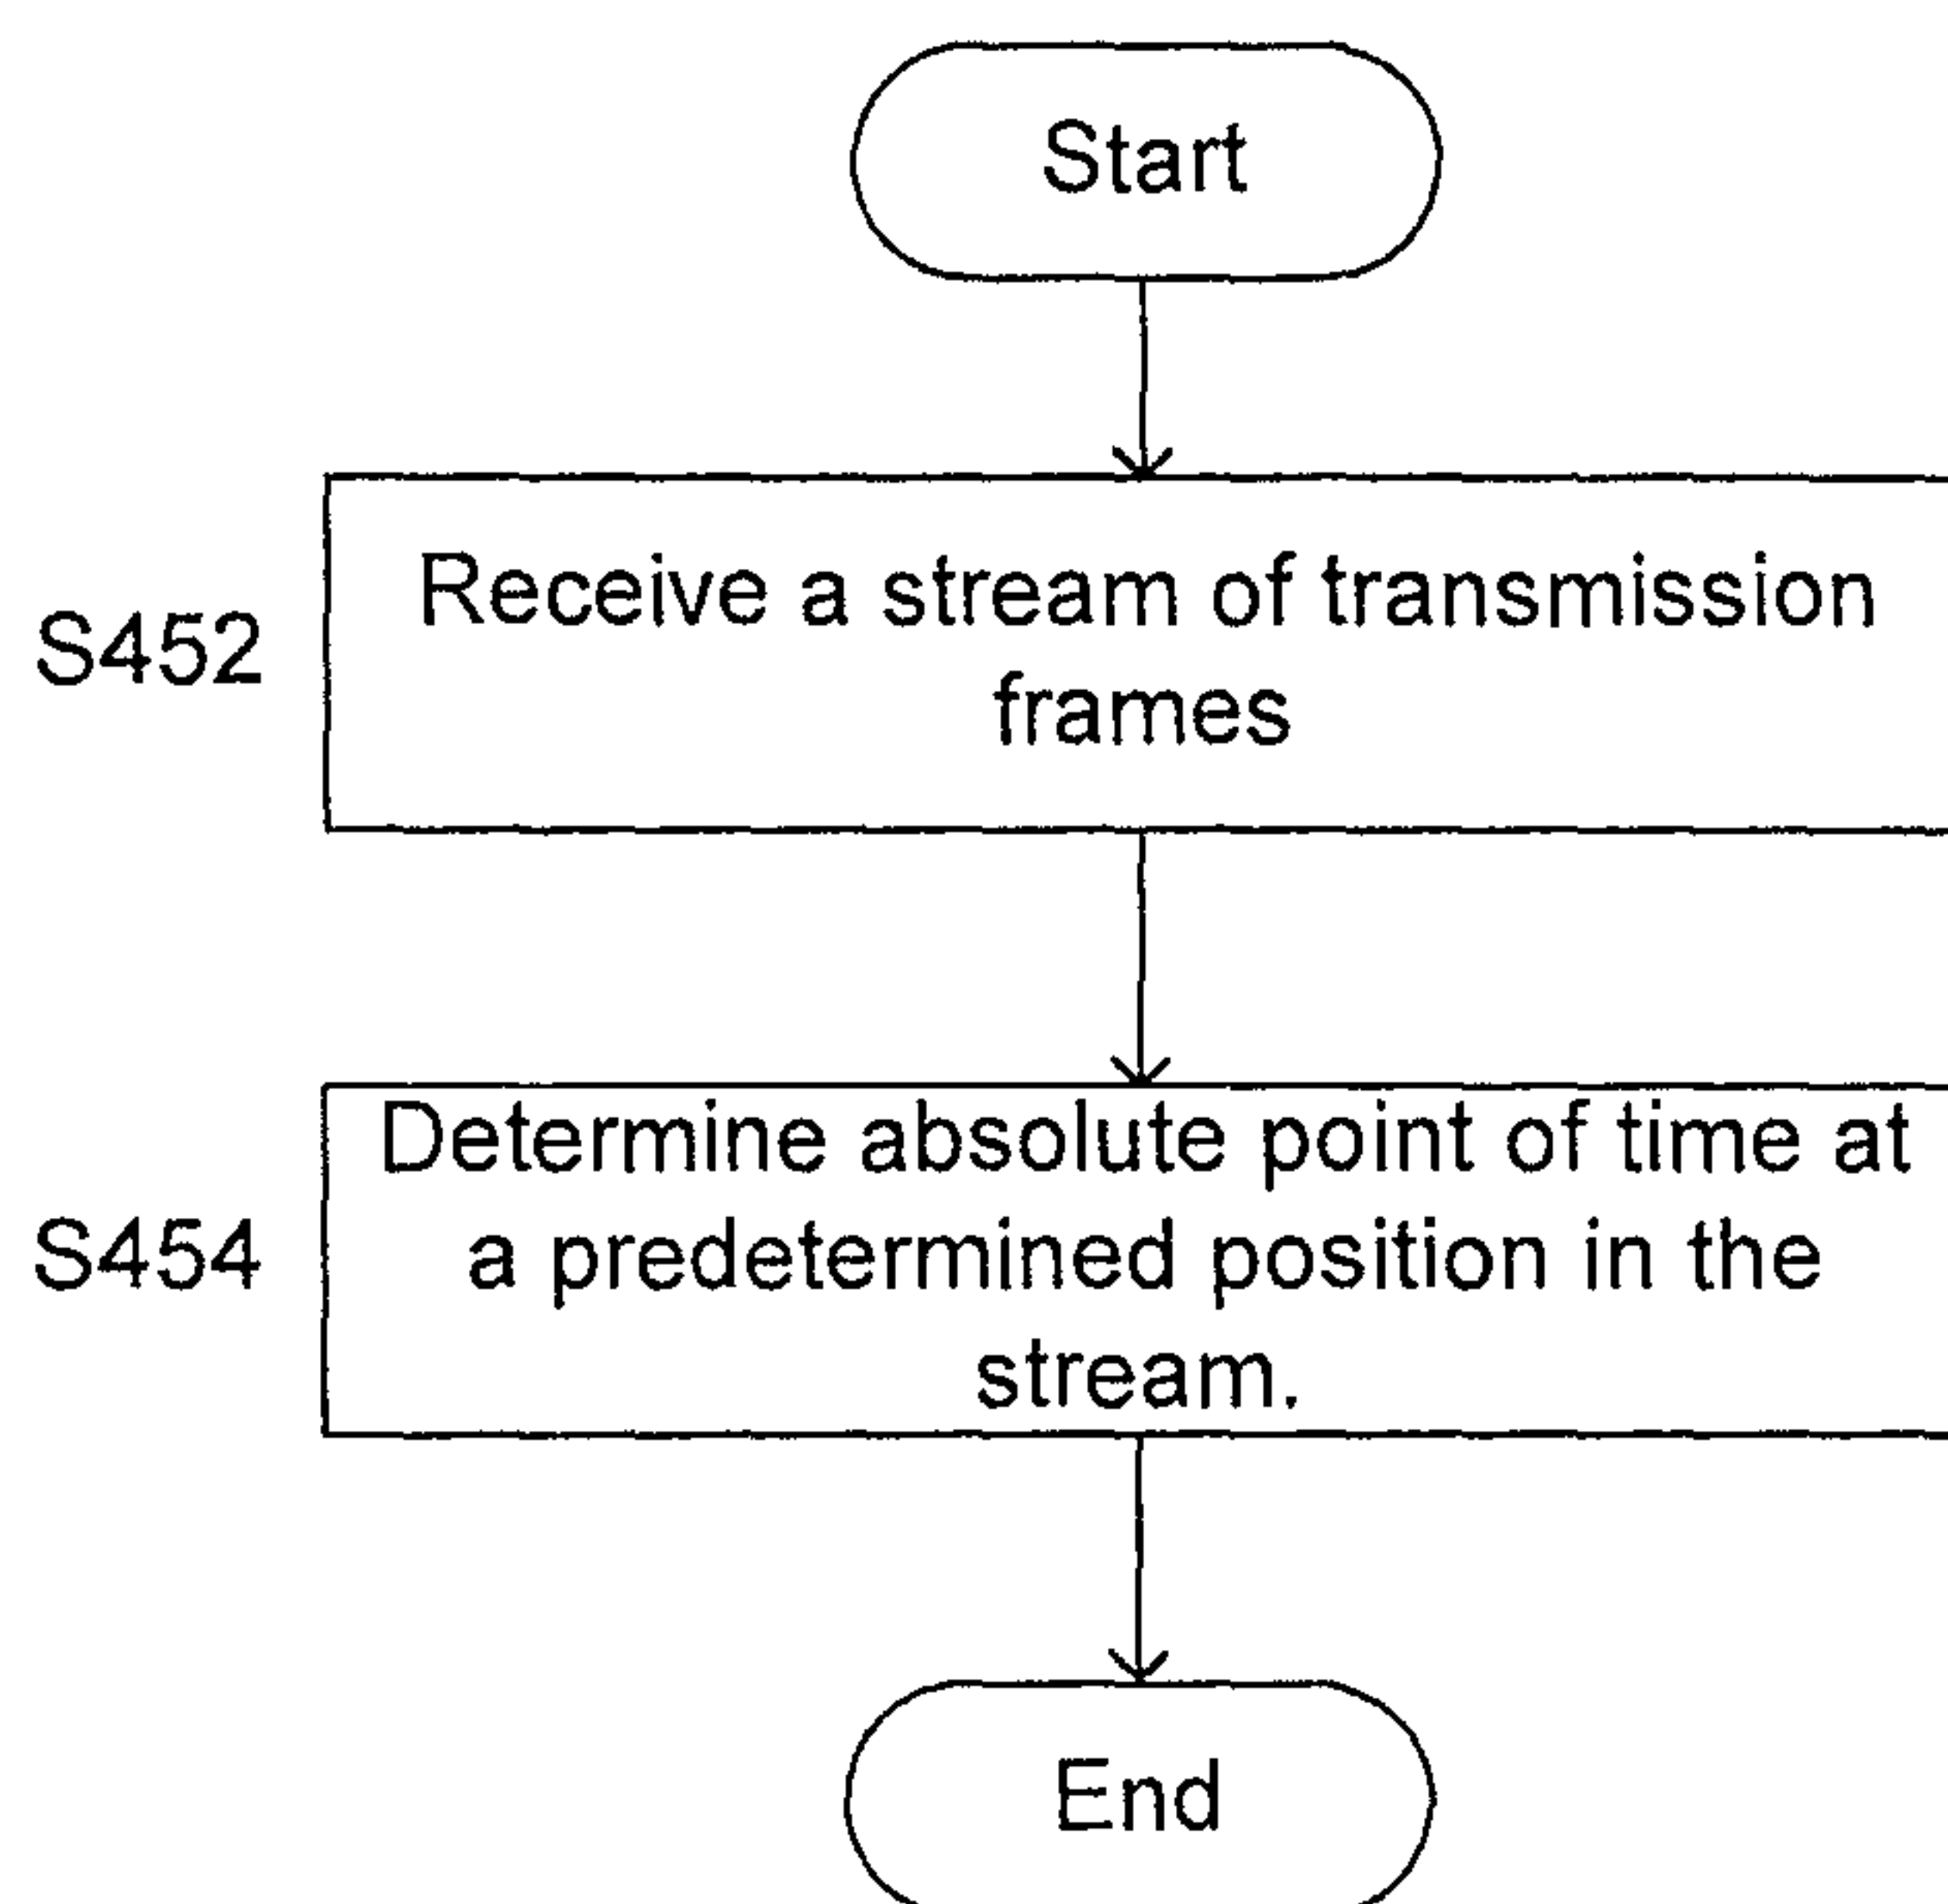 Start
Receive a stream of transmission
S452
frames
Determine absolute point of time at
S454
a predetermined position in the
stream.
End